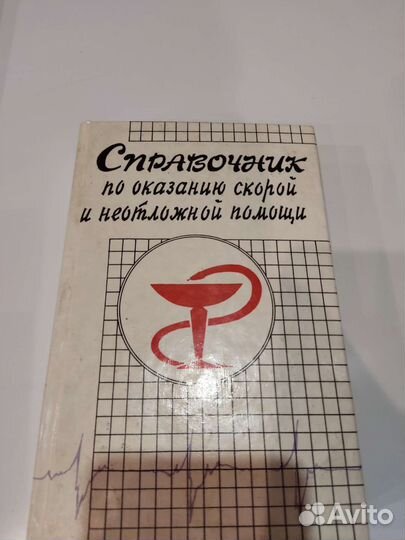 Справочник
по оказанию скорой
и неотложной помощи
Avito